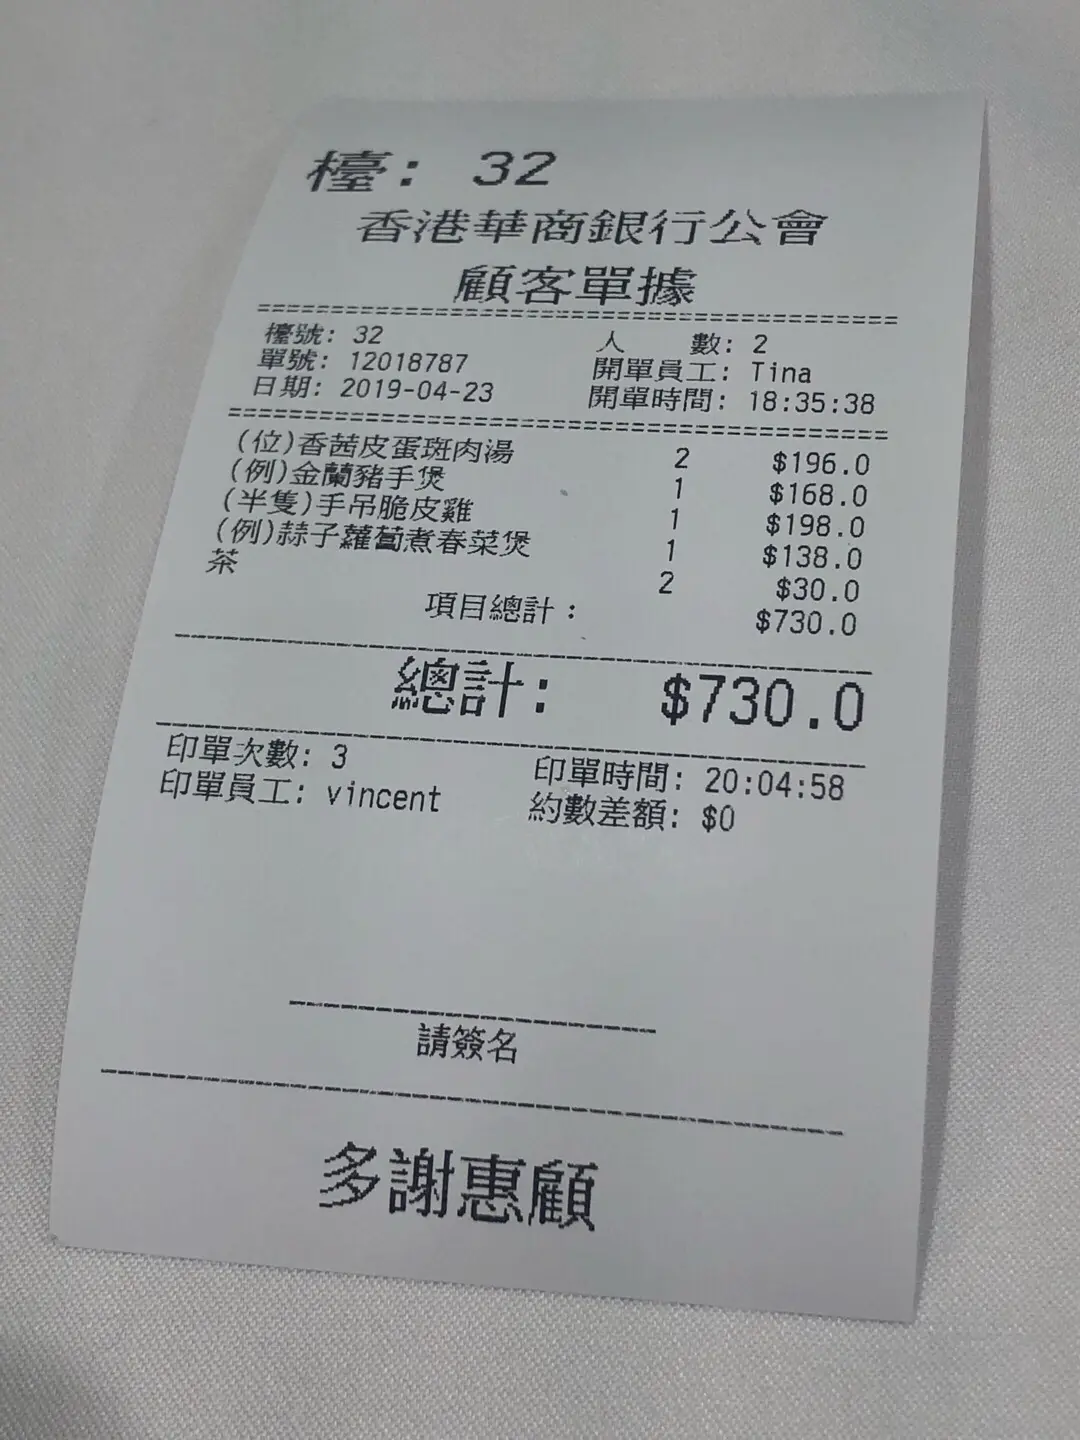 檯: 32
香港華商銀行公會
顧客單據
檯號: 32 人 數: 2
單號: 12018787 開單員工: Tina
日期: 2019-04-23 開單時間: 18:35:38
(位)香茜皮蛋斑肉湯 2 $196.0
(例)金蘭豬手煲 1 $168.0
(半隻)手吊脆皮雞 1 $198.0
(例)蒜子蘿蔔煮春菜煲 1 $138.0
茶 2 $30.0
項目總計: $730.0
總計: $730.0
印單次數: 3 印單時間: 20:04:58
印單員工: vincent 約數差額: $0
請簽名
多謝惠顧